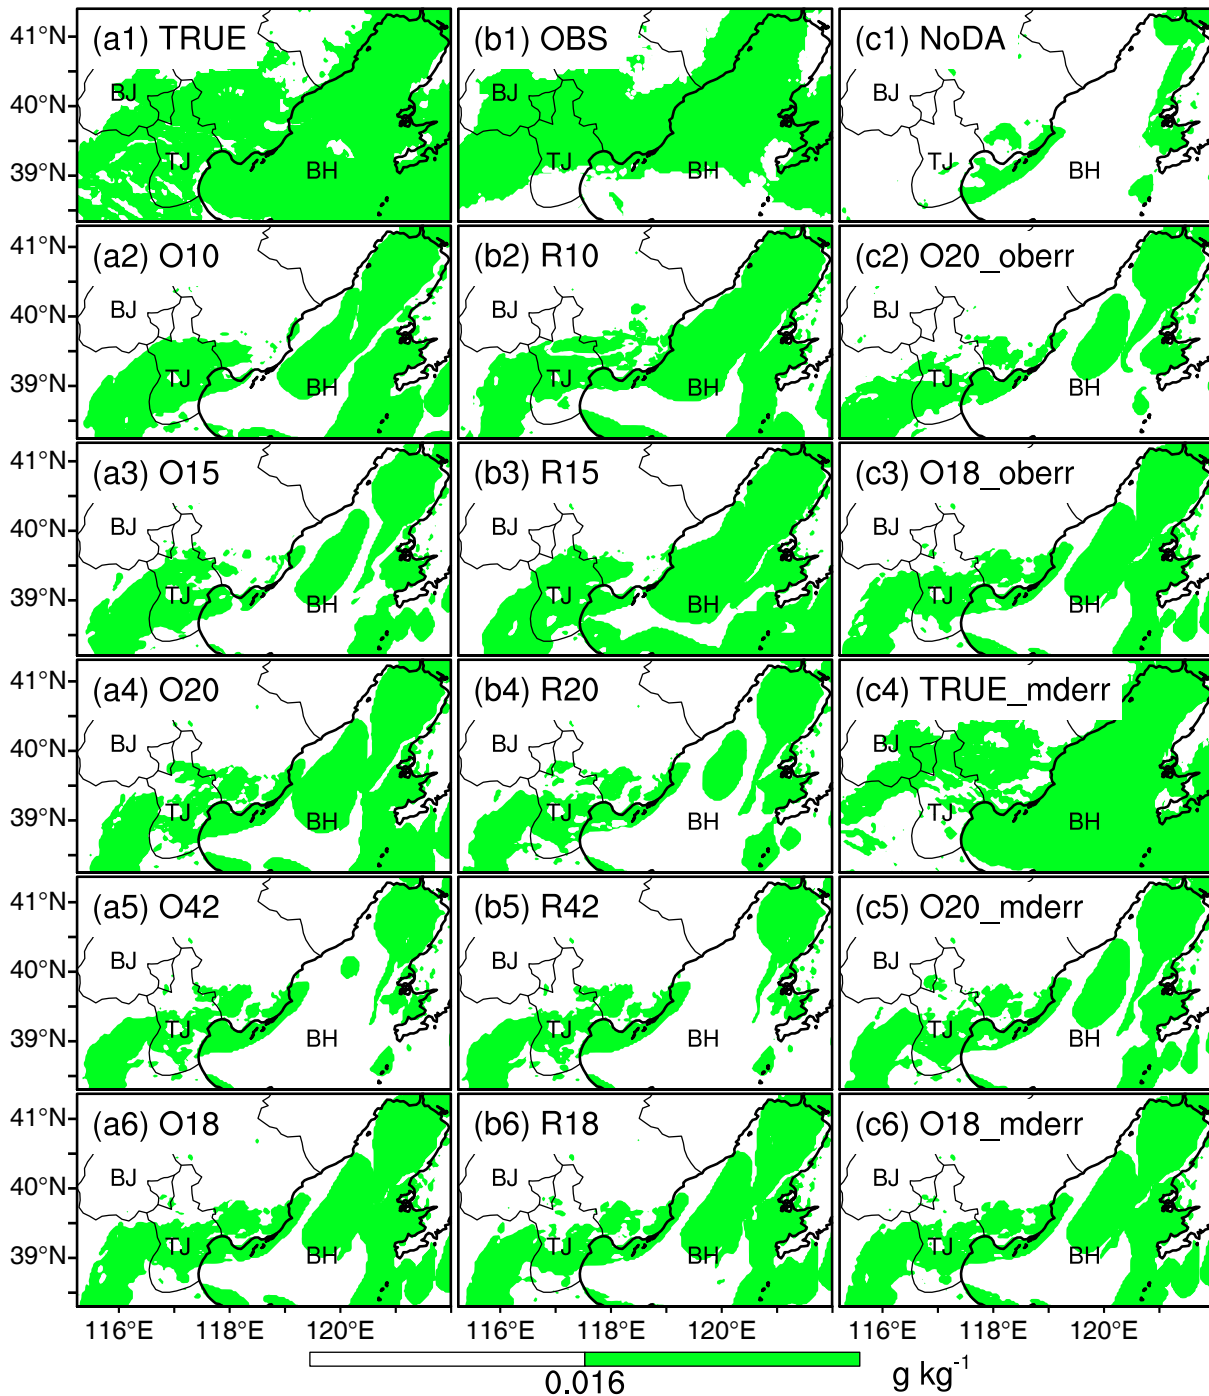 41°N (a1) TRUE (b1) OBS (c1) NoDA
40°N BJ BJ BJ
39°N TJ BH TJ BH TJ BH
41°N (a2) O10 (b2) R10 (c2) O20_oberr
40°N BJ BJ BJ
39°N TJ BH TJ BH TJ BH
41°N (a3) O15 (b3) R15 (c3) O18_oberr
40°N BJ BJ BJ
39°N TJ BH TJ BH TJ BH
41°N (a4) O20 (b4) R20 (c4) TRUE_mderr
40°N BJ BJ BJ
39°N TJ BH TJ BH TJ BH
41°N (a5) O42 (b5) R42 (c5) O20_mderr
40°N BJ BJ BJ
39°N TJ BH TJ BH TJ BH
41°N (a6) O18 (b6) R18 (c6) O18_mderr
40°N BJ BJ BJ
39°N TJ BH TJ BH TJ BH
116°E 118°E 120°E 118°E 120°E 116°E 118°E 120°E
0.016 g kg⁻¹